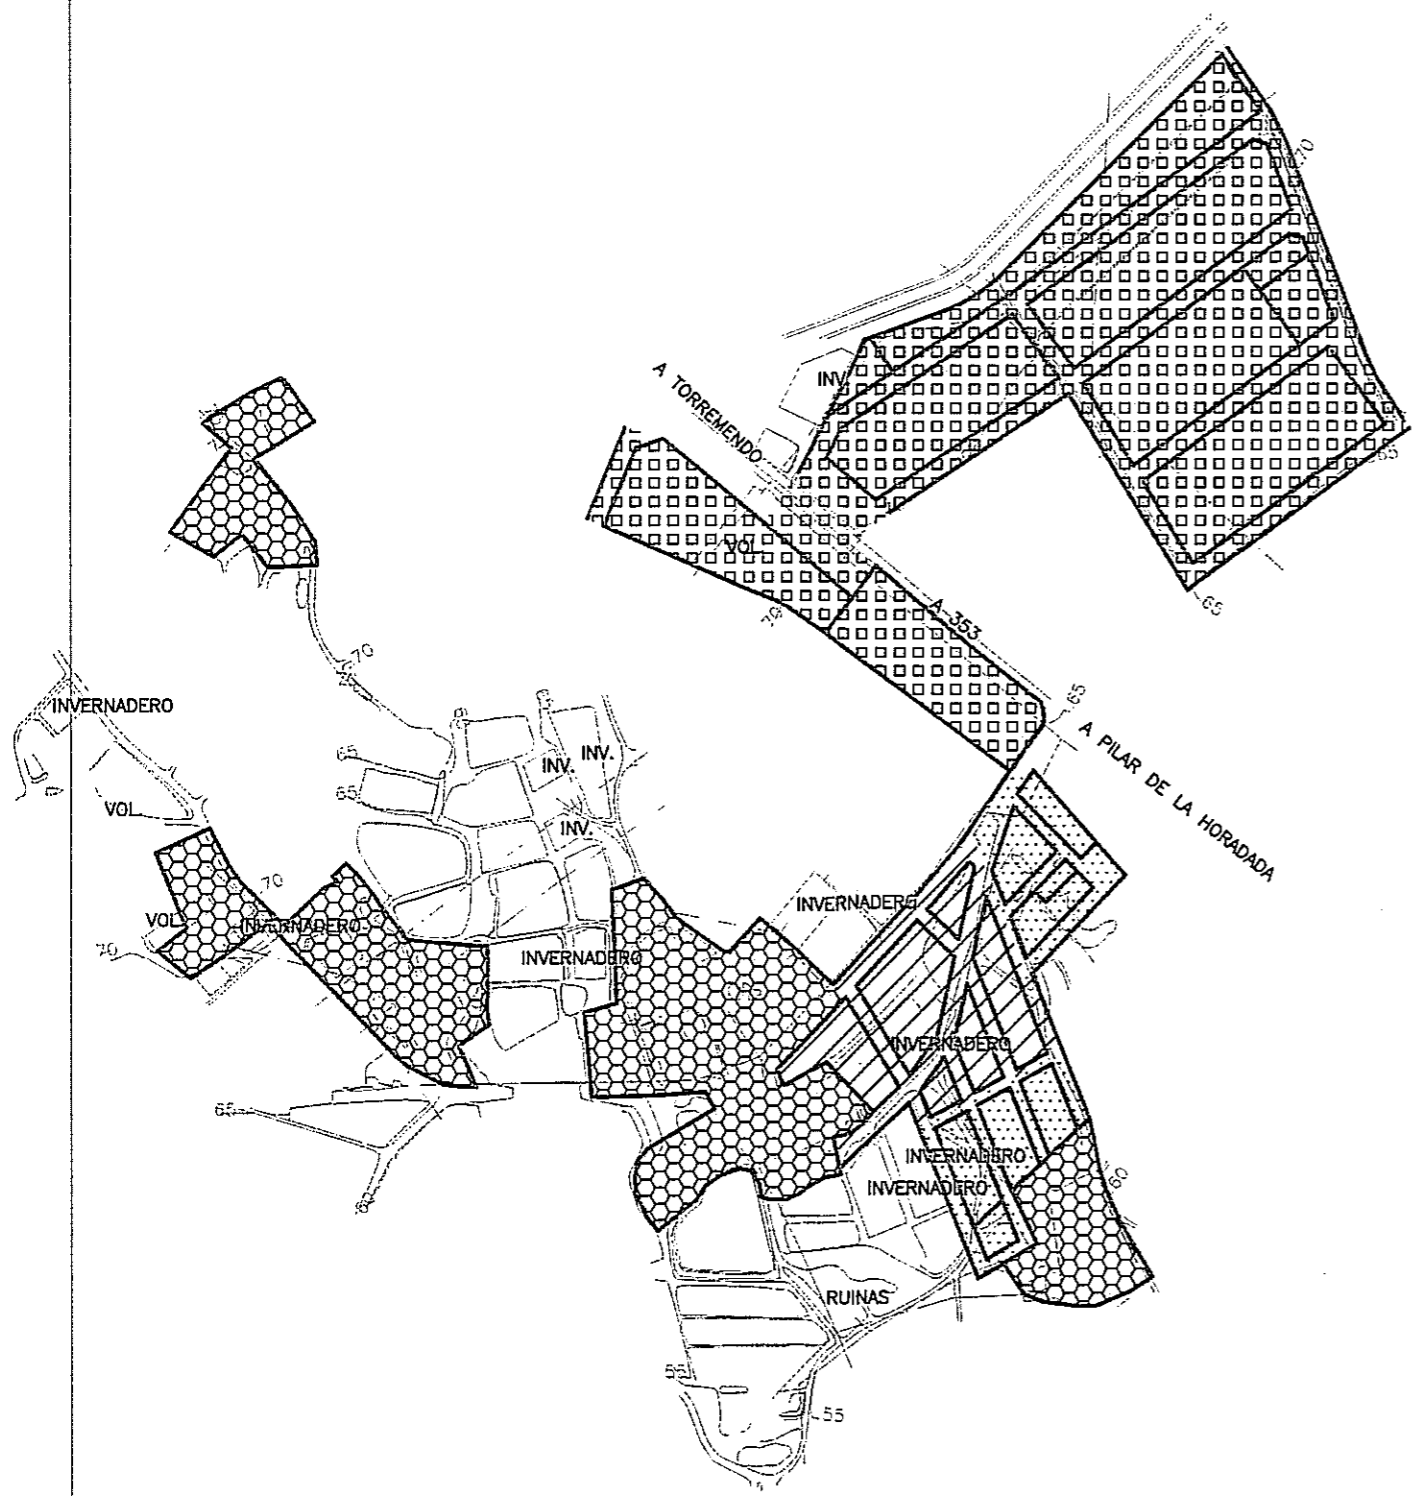 70
INV.
A TORREMENDO
65
VOL.
A 353
70
65
70
65
A PILAR DE LA HORADADA
INVERNADERO
INV.
INV.
65
65
VOL.
INV.
70
INVERNADERO
VOL.
INVERNADERO
70
INVERNADERO
INVERNADERO
65
INVERNADERO
INVERNADERO
60
60
RUINAS
55
55